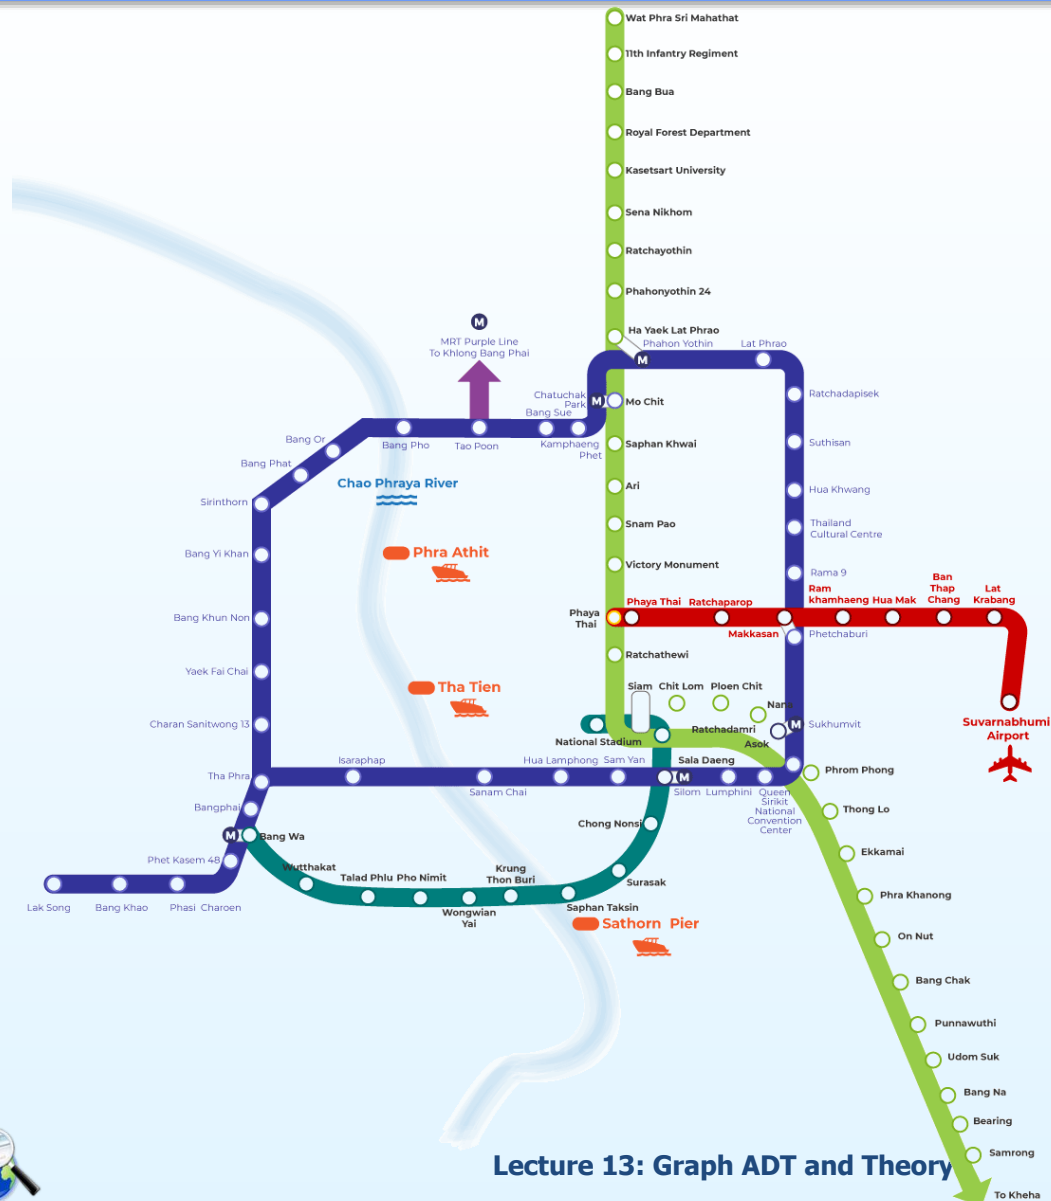 Wat Phra Sri Mahathat
11th Infantry Regiment
Bang Bua
Royal Forest Department
Kasetsart University
Sena Nikhom
Ratchayothin
Phahonyothin 24
Ha Yaek Lat Phrao
M
MRT Purple Line
To Khlong Bang Phai
Phahon Yothin
M
Lat Phrao
Chatuchak
Park
M
Mo Chit
Ratchadapisek
Bang Sue
Bang Or
Bang Pho
Tao Poon
Kamphaeng
Phet
Saphan Khwai
Suthisan
Bang Phat
Chao Phraya River
Ari
Hua Khwang
Sirinthorn
Snam Pao
Thailand
Cultural Centre
Bang Yi Khan
Phra Athit
Victory Monument
Rama 9
Bang Khun Non
Phaya
Thai
Phaya Thai
Ratchaparop
Makkasan
Ram
khamhaeng
Hua Mak
Ban
Thap
Chang
Lat
Krabang
Phetchaburi
Ratchathewi
Yaek Fai Chai
Tha Tien
Siam
Chit Lom
Ploen Chit
Nana
Charan Sanitwong 13
National Stadium
Ratchadamri
Asok
M
Sukhumvit
Suvarnabhumi
Airport
Tha Phra
Isaraphap
Sanam Chai
Hua Lamphong
Sam Yan
Sala Daeng
M
Silom
Lumphini
Queen
Sirikit
National
Convention
Center
Phrom Phong
Bangphai
M
Bang Wa
Chong Nonsi
Thong Lo
Phet Kasem 48
Wutthakat
Talad Phlu
Pho Nimit
Krung
Thon Buri
Wongwian
Yai
Saphan Taksin
Surasak
Ekkamai
Lak Song
Bang Khao
Phasi Charoen
Sathorn Pier
Phra Khanong
On Nut
Bang Chak
Punnawuthi
Udom Suk
Bang Na
Bearing
Samrong
To Kheha
Lecture 13: Graph ADT and Theory